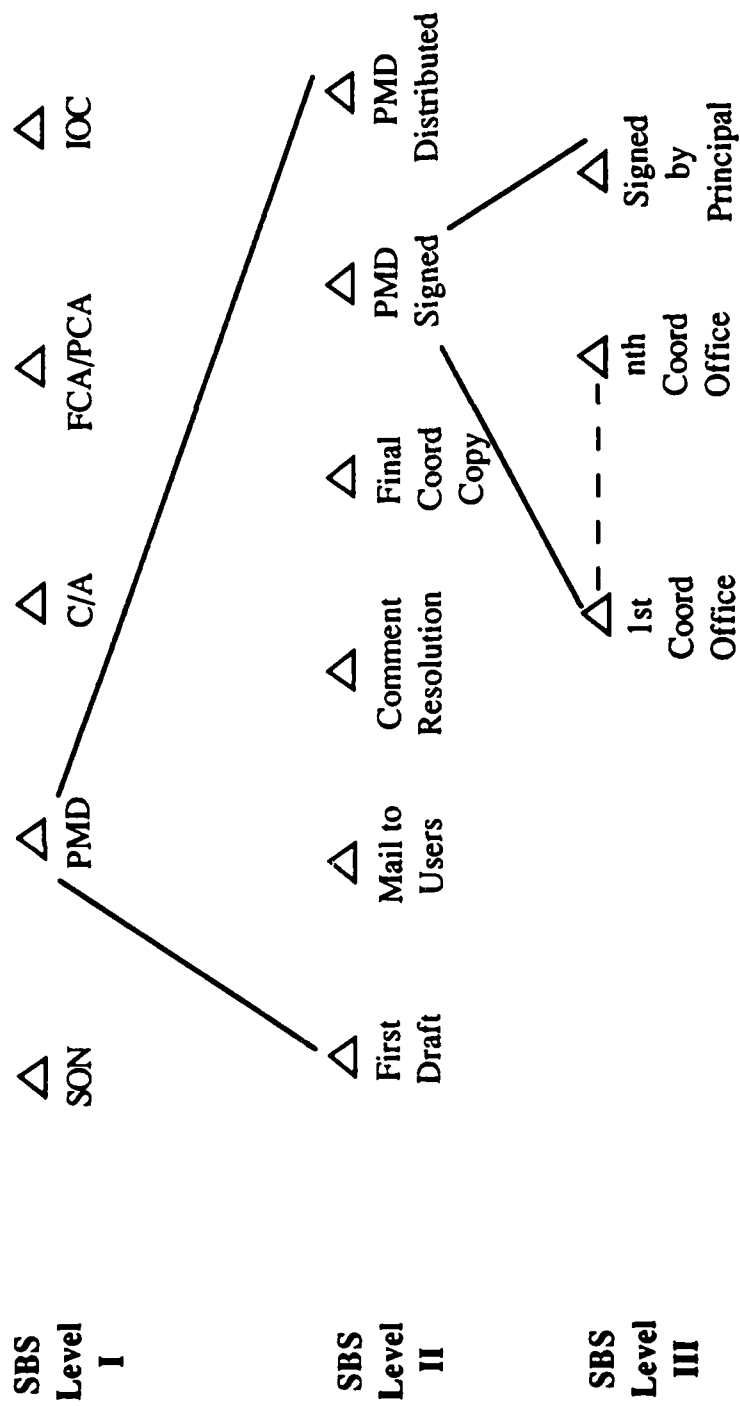 SBS
Level
I
SON
PMD
C/A
FCA/PCA
IOC
SBS
Level
II
First
Draft
Mail to
Users
Comment
Resolution
Final
Coord
Copy
PMD
Signed
PMD
Distributed
SBS
Level
III
1st
Coord
Office
nth
Coord
Office
Signed
by
Principal